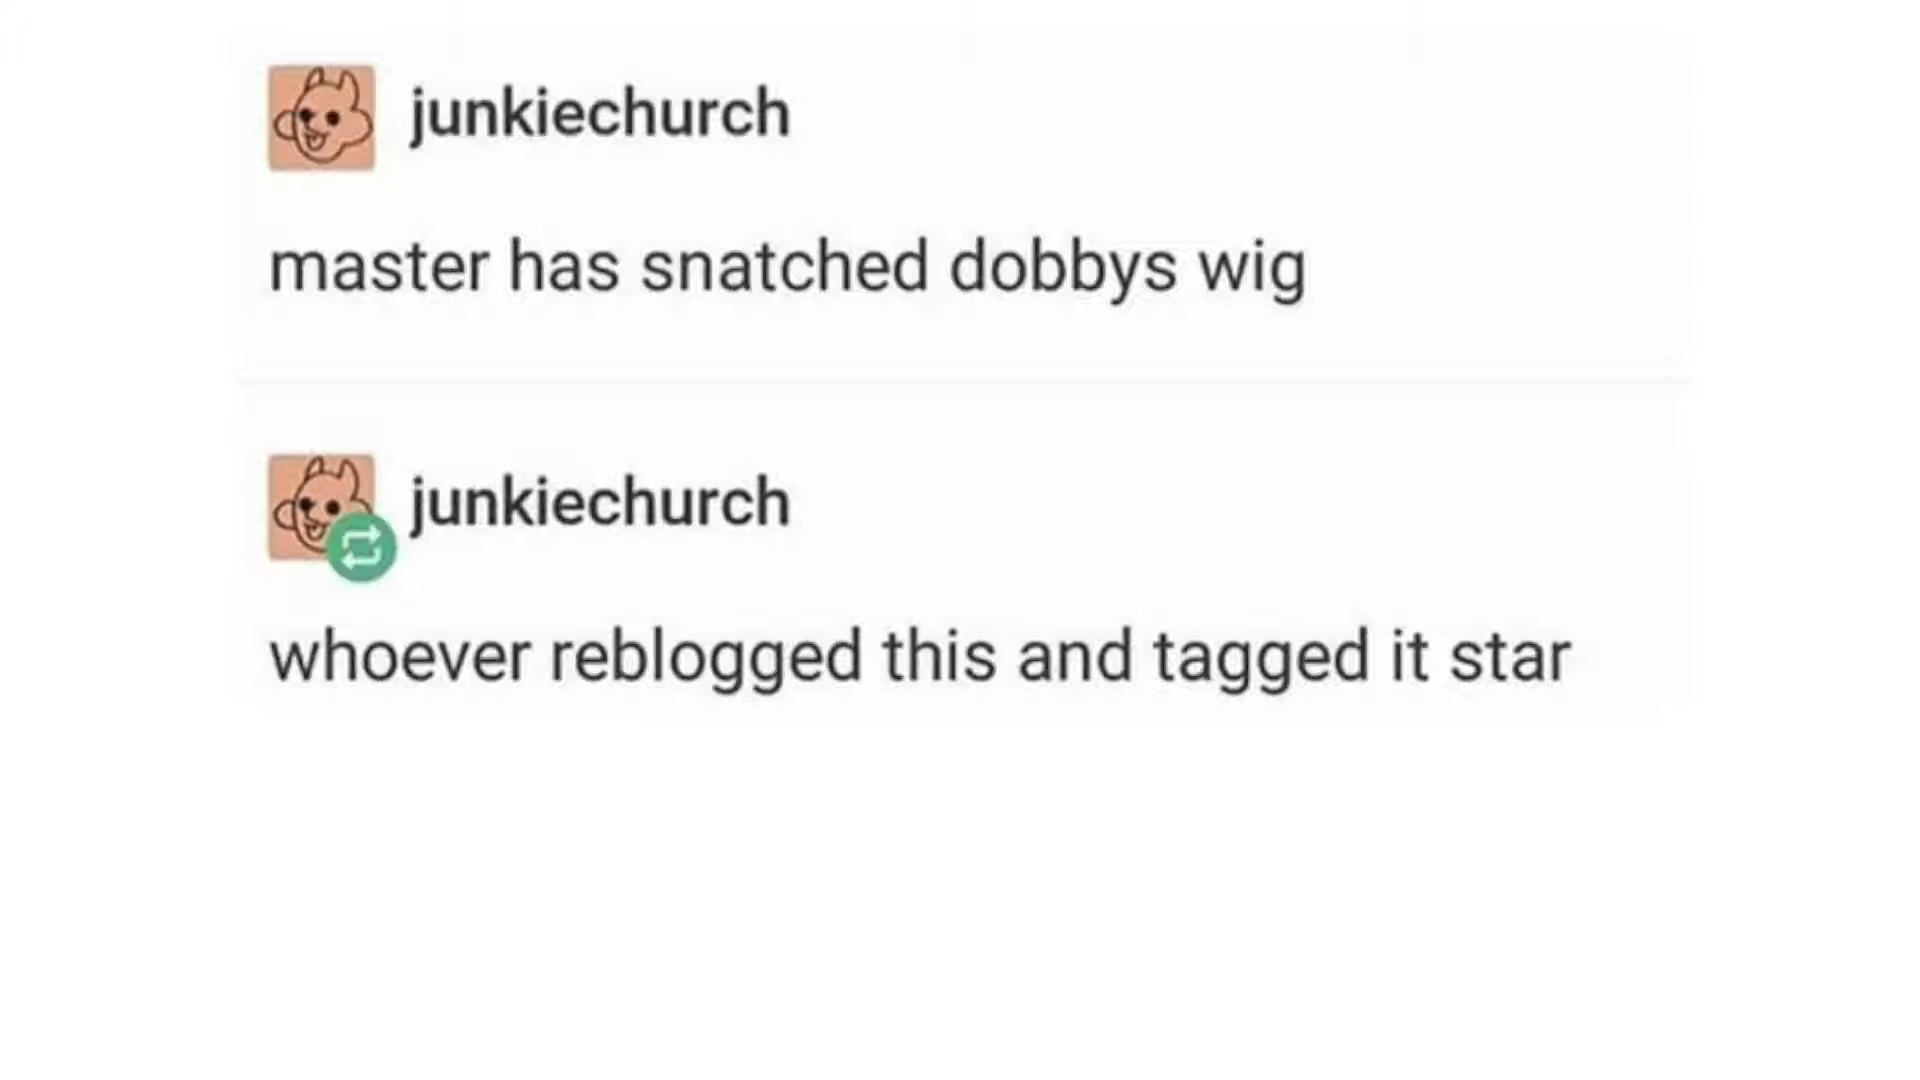 junkiechurch
master has snatched dobbys wig
junkiechurch
whoever reblogged this and tagged it star